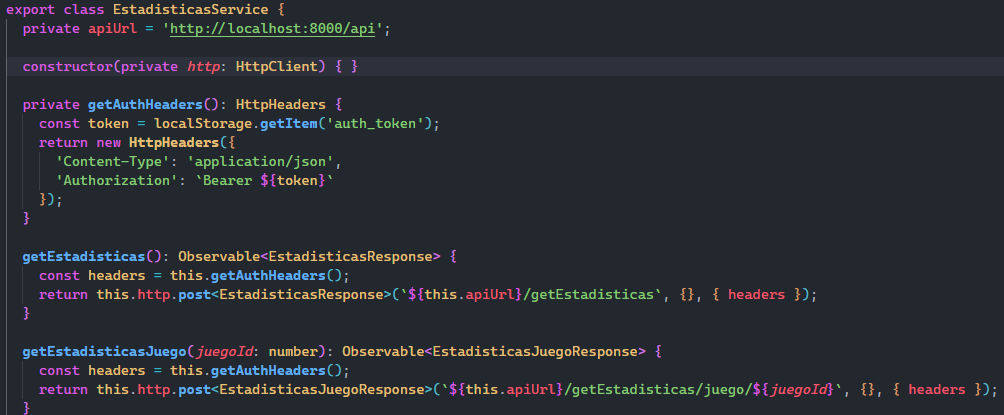 export class EstadisticasService {
  private apiUrl = 'http://localhost:8000/api';
  constructor(private http: HttpClient) { }
  private getAuthHeaders(): HttpHeaders {
    const token = localStorage.getItem('auth_token');
    return new HttpHeaders({
      'Content-Type': 'application/json',
      'Authorization': `Bearer ${token}`
    });
  }
  getEstadisticas(): Observable<EstadisticasResponse> {
    const headers = this.getAuthHeaders();
    return this.http.post<EstadisticasResponse>(`${this.apiUrl}/getEstadisticas`, {}, { headers });
  }
  getEstadisticasJuego(juegoId: number): Observable<EstadisticasJuegoResponse> {
    const headers = this.getAuthHeaders();
    return this.http.post<EstadisticasJuegoResponse>(`${this.apiUrl}/getEstadisticas/juego/${juegoId}`, {}, { headers });
  }